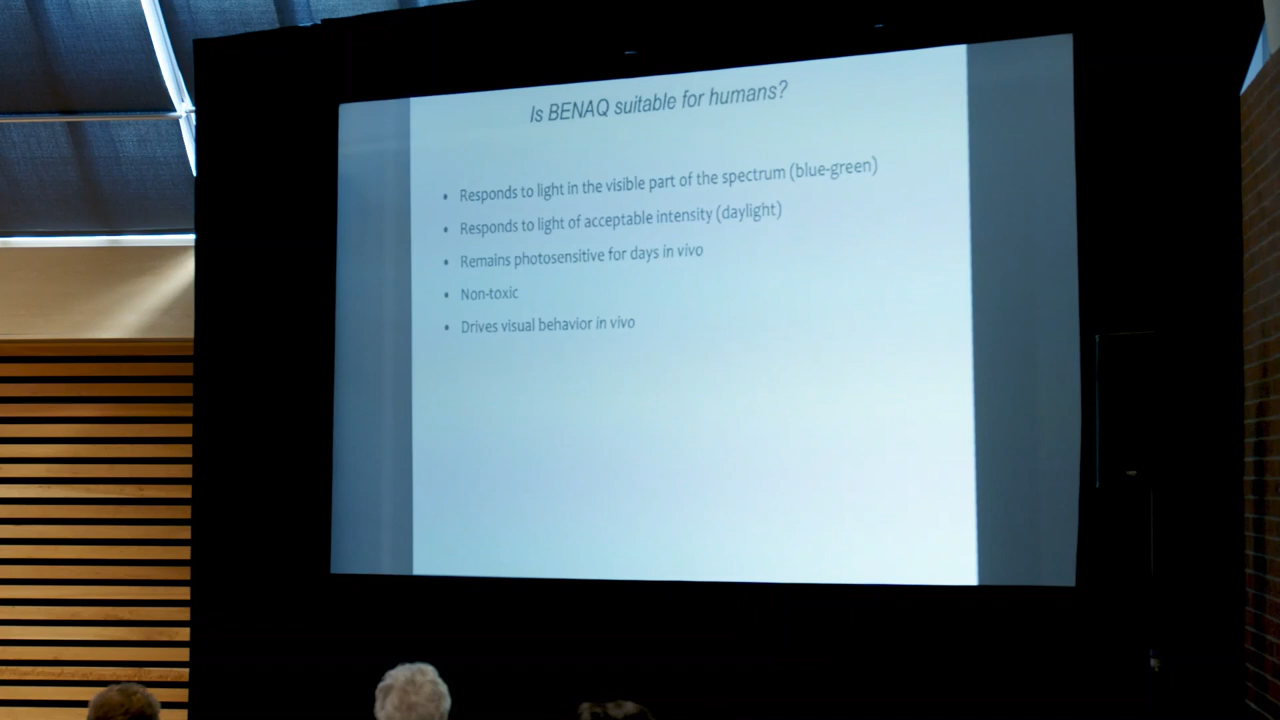 Is BENAQ suitable for humans?
• Responds to light in the visible part of the spectrum (blue-green)
• Responds to light of acceptable intensity (daylight)
• Remains photosensitive for days in vivo
• Non-toxic
• Drives visual behavior in vivo